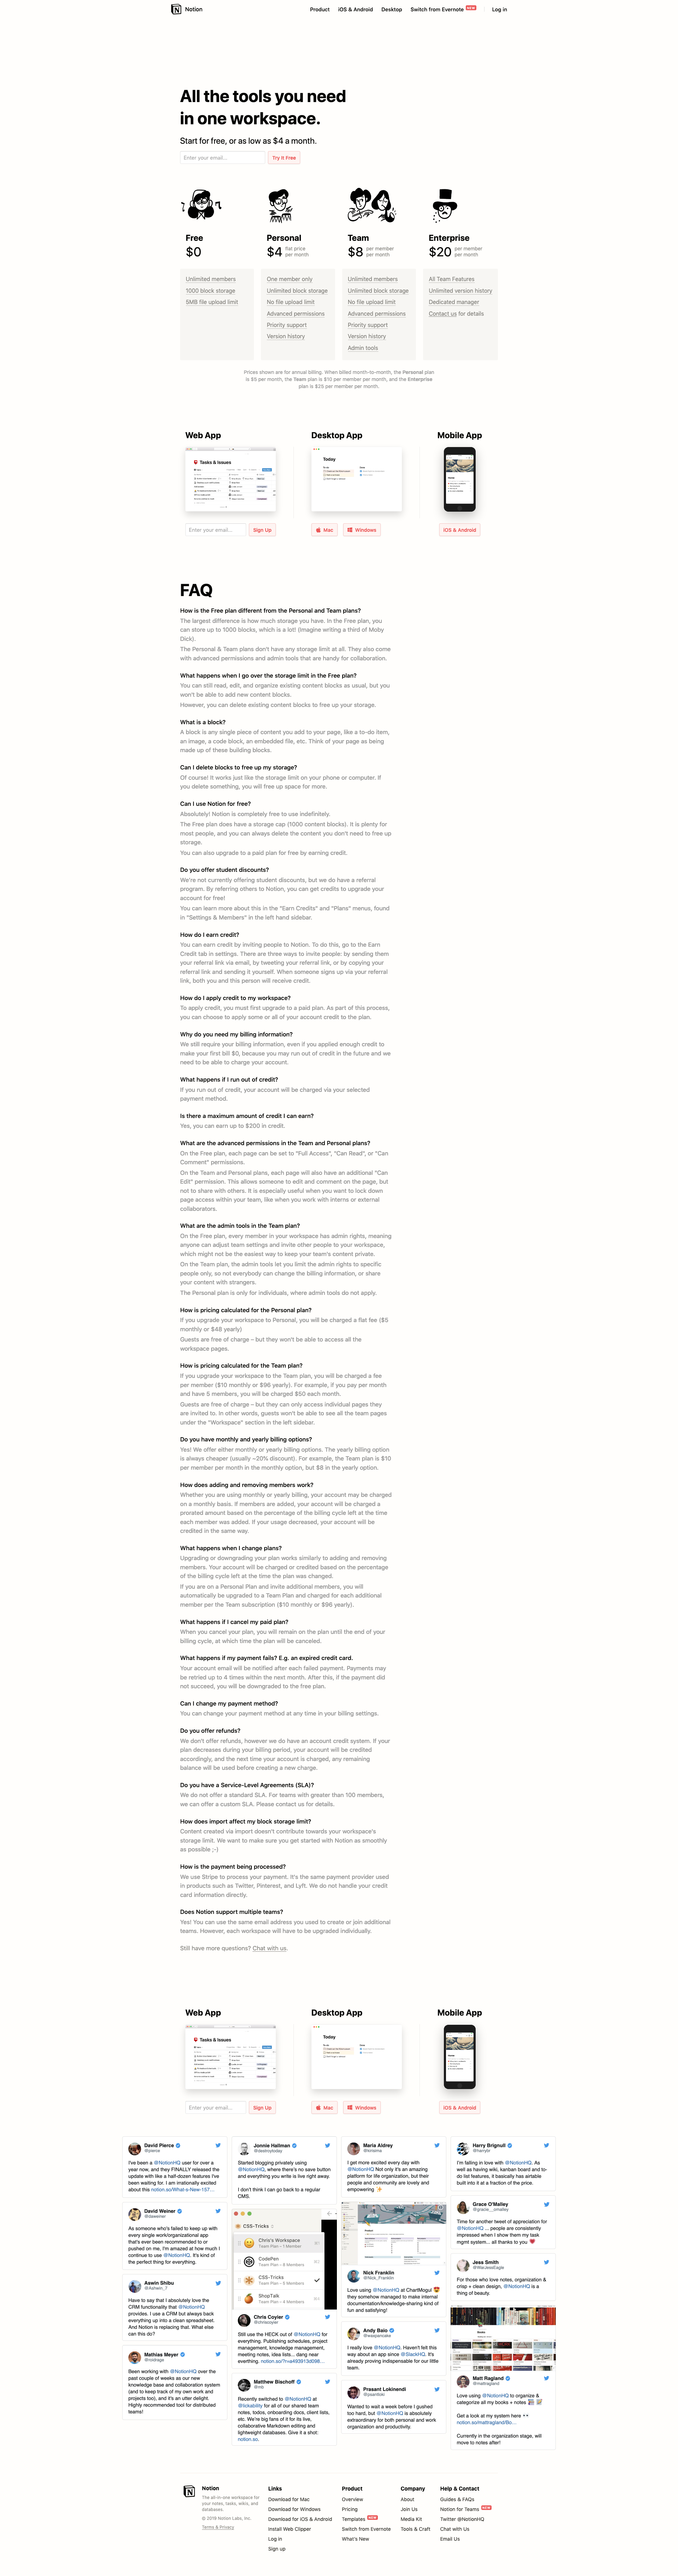 Notion
Product iOS & Android Desktop Switch from Evernote NEW Log in
All the tools you need
in one workspace.
Start for free, or as low as $4 a month.
Enter your email... Try It Free
Free
$0
Unlimited members
1000 block storage
5MB file upload limit
Personal
$4 flat price
per month
One member only
Unlimited block storage
No file upload limit
Advanced permissions
Priority support
Version history
Team
$8 per member
per month
Unlimited members
Unlimited block storage
No file upload limit
Advanced permissions
Priority support
Version history
Admin tools
Enterprise
$20 per member
per month
All Team Features
Unlimited version history
Dedicated manager
Contact us for details
Prices shown are for annual billing. When billed month-to-month, the Personal plan
is $5 per month, the Team plan is $10 per member per month, and the Enterprise
plan is $25 per member per month.
Web App
Tasks & Issues
Enter your email... Sign Up
Desktop App
Today
Mac Windows
Mobile App
iOS & Android
FAQ
How is the Free plan different from the Personal and Team plans?
The largest difference is how much storage you have. In the Free plan, you
can store up to 1000 blocks, which is a lot! (Imagine writing a third of Moby
Dick).
The Personal & Team plans don't have any storage limit at all. They also come
with advanced permissions and admin tools that are handy for collaboration.
What happens when I go over the storage limit in the Free plan?
You can still read, edit, and organize existing content blocks as usual, but you
won't be able to add new content blocks.
However, you can delete existing content blocks to free up your storage.
What is a block?
A block is any single piece of content you add to your page, like a to-do item,
an image, a code block, an embedded file, etc. Think of your page as being
made up of these building blocks.
Can I delete blocks to free up my storage?
Of course! It works just like the storage limit on your phone or computer. If
you delete something, you will free up space for more.
Can I use Notion for free?
Absolutely! Notion is completely free to use indefinitely.
The Free plan does have a storage cap (1000 content blocks). It is plenty for
most people, and you can always delete the content you don't need to free up
storage.
You can also upgrade to a paid plan for free by earning credit.
Do you offer student discounts?
We're not currently offering student discounts, but we do have a referral
program. By referring others to Notion, you can get credits to upgrade your
account for free!
You can learn more about this in the "Earn Credits" and "Plans" menus, found
in "Settings & Members" in the left hand sidebar.
How do I earn credit?
You can earn credit by inviting people to Notion. To do this, go to the Earn
Credit tab in settings. There are three ways to invite people: by sending them
your referral link via email, by tweeting your referral link, or by copying your
referral link and sending it yourself. When someone signs up via your referral
link, both you and this person will receive credit.
How do I apply credit to my workspace?
To apply credit, you must first upgrade to a paid plan. As part of this process,
you can choose to apply some or all of your account credit to the plan.
Why do you need my billing information?
We still require your billing information, even if you applied enough credit to
make your first bill $0, because you may run out of credit in the future and we
need to be able to charge your account.
What happens if I run out of credit?
If you run out of credit, your account will be charged via your selected
payment method.
Is there a maximum amount of credit I can earn?
Yes, you can earn up to $200 in credit.
What are the advanced permissions in the Team and Personal plans?
On the Free plan, each page can be set to "Full Access", "Can Read", or "Can
Comment" permissions.
On the Team and Personal plans, each page will also have an additional "Can
Edit" permission. This allows someone to edit and comment on the page, but
not to share with others. It is especially useful when you want to lock down
page access within your team, like when you work with interns or external
collaborators.
What are the admin tools in the Team plan?
On the Free plan, every member in your workspace has admin rights, meaning
anyone can adjust team settings and invite other people to your workspace,
which might not be the easiest way to keep your team's content private.
On the Team plan, the admin tools let you limit the admin rights to specific
people only, so not everybody can change the billing information, or share
your content with strangers.
The Personal plan is only for individuals, where admin tools do not apply.
How is pricing calculated for the Personal plan?
If you upgrade your workspace to Personal, you will be charged a flat fee ($5
monthly or $48 yearly)
Guests are free of charge – but they won't be able to access all the
workspace pages.
How is pricing calculated for the Team plan?
If you upgrade your workspace to the Team plan, you will be charged a fee
per member ($10 monthly or $96 yearly). For example, if you pay per month
and have 5 members, you will be charged $50 each month.
Guests are free of charge – but they can only access individual pages they
are invited to. In other words, guests won't be able to see all the team pages
under the "Workspace" section in the left sidebar.
Do you have monthly and yearly billing options?
Yes! We offer either monthly or yearly billing options. The yearly billing option
is always cheaper (usually ~20% discount). For example, the Team plan is $10
per member per month in the monthly option, but $8 in the yearly option.
How does adding and removing members work?
Whether you are using monthly or yearly billing, your account may be charged
on a monthly basis. If members are added, your account will be charged a
prorated amount based on the percentage of the billing cycle left at the time
each member was added. If your usage decreased, your account will be
credited in the same way.
What happens when I change plans?
Upgrading or downgrading your plan works similarly to adding and removing
members. Your account will be charged or credited based on the percentage
of the billing cycle left at the time the plan was changed.
If you are on a Personal Plan and invite additional members, you will
automatically be upgraded to a Team Plan and charged for each additional
member per the Team subscription ($10 monthly or $96 yearly).
What happens if I cancel my paid plan?
When you cancel your plan, you will remain on the plan until the end of your
billing cycle, at which time the plan will be canceled.
What happens if my payment fails? E.g. an expired credit card.
Your account email will be notified after each failed payment. Payments may
be retried up to 4 times within the next month. After this, if the payment did
not succeed, you will be downgraded to the free plan.
Can I change my payment method?
You can change your payment method at any time in your billing settings.
Do you offer refunds?
We don't offer refunds, however we do have an account credit system. If your
plan decreases during your billing period, your account will be credited
accordingly, and the next time your account is charged, any remaining
balance will be used before creating a new charge.
Do you have a Service-Level Agreements (SLA)?
We do not offer a standard SLA. For teams with greater than 100 members,
we can offer a custom SLA. Please contact us for details.
How does import affect my block storage limit?
Content created via import doesn't contribute towards your workspace's
storage limit. We want to make sure you get started with Notion as smoothly
as possible ;-)
How is the payment being processed?
We use Stripe to process your payment. It's the same payment provider used
in products such as Twitter, Pinterest, and Lyft. We do not handle your credit
card information directly.
Does Notion support multiple teams?
Yes! You can use the same email address you used to create or join additional
teams. However, each workspace will have to be upgraded individually.
Still have more questions? Chat with us.
Web App
Tasks & Issues
Enter your email... Sign Up
Desktop App
Today
Mac Windows
Mobile App
iOS & Android
David Pierce
@pierce
I've been a @NotionHQ user for over a
year now, and they FINALLY released the
update with like a half-dozen features I've
been waiting for. I am irrationally excited
about this notion.so/What-s-New-157...
David Weiner
@daweiner
As someone who's failed to keep up with
every single work/organizational app
that's ever been recommended to or
pushed on me, I'm amazed at how much I
continue to use @NotionHQ. It's kind of
the perfect thing for everything.
Aswin Shibu
@Ashwin_T
Have to say that I absolutely love the
CRM functionality that @NotionHQ
provides. I use a CRM but always back
everything up into a clean spreadsheet.
And Notion is replacing that. What else
can this do?
Mathias Meyer
@roidrage
Been working with @NotionHQ over the
past couple of weeks as our new
knowledge base and collaboration system
(and to keep track of my own work and
projects too), and it's an utter delight.
Highly recommended tool for distributed
teams!
Jonnie Hallman
@destroytoday
Started blogging privately using
@NotionHQ, where there's no save button
and everything you write is live right away.
I don't think I can go back to a regular
CMS.
CSS-Tricks
Chris's Workspace
Team Plan – 1 Member
CodePen
Team Plan – 8 Members
CSS-Tricks
Team Plan – 5 Members
ShopTalk
Team Plan – 4 Members
Chris Coyier
@chriscoyier
Still use the HECK out of @NotionHQ for
everything. Publishing schedules, project
management, knowledge management,
meeting notes, idea lists... dang near
everthing. notion.so/?r=a493913d098...
Matthew Bischoff
@mb
Recently switched to @NotionHQ at
@lickability for all of our shared team
notes, todos, onboarding docs, client lists,
etc. We're big fans of it for its live,
collaborative Markdown editing and
lightweight databases. Give it a shot:
notion.so.
Maria Aldrey
@krisima
I get more excited every day with
@NotionHQ Not only it's an amazing
platform for life organization, but their
people and community are lovely and
empowering ✨
Nick Franklin
@Nick_Franklin
Love using @NotionHQ at ChartMogul 😍
they somehow managed to make internal
documentation/knowledge-sharing kind of
fun and satisfying!
Andy Baio
@waxpancake
I really love @NotionHQ. Haven't felt this
way about an app since @SlackHQ. It's
already proving indispensable for our little
team.
Prasant Lokinendi
Wanted to wait a week before I gushed
too hard, but @NotionHQ is absolutely
extraordinary for both personal and work
organization and productivity.
Harry Brignull
@harrybr
I'm falling in love with @NotionHQ. As
well as having wiki, kanban board and to-
do list features, it basically has airtable
built into it at a fraction of the price.
Grace O'Malley
@gracie__omalley
Time for another tweet of appreciation for
@NotionHQ ... people are consistently
impressed when I show them my task
mgmt system... all thanks to you ❤️
Jess Smith
@WarJessEagle
For those who love notes, organization &
crisp + clean design, @NotionHQ is a
thing of beauty.
Matt Ragland
@mattragland
Love using @NotionHQ to organize &
categorize all my books + notes
Get a look at my system here
notion.so/mattragland/Bo...
Currently in the organization stage, will
move to notes after!
Notion
The all-in-one workspace for
your notes, tasks, wikis, and
databases.
© 2019 Notion Labs, Inc.
Terms & Privacy
Links
Download for Mac
Download for Windows
Download for iOS & Android
Install Web Clipper
Log in
Sign up
Product
Overview
Pricing
Templates NEW
Switch from Evernote
What's New
Company
About
Join Us
Media Kit
Tools & Craft
Help & Contact
Guides & FAQs
Notion for Teams NEW
Twitter @NotionHQ
Chat with Us
Email Us